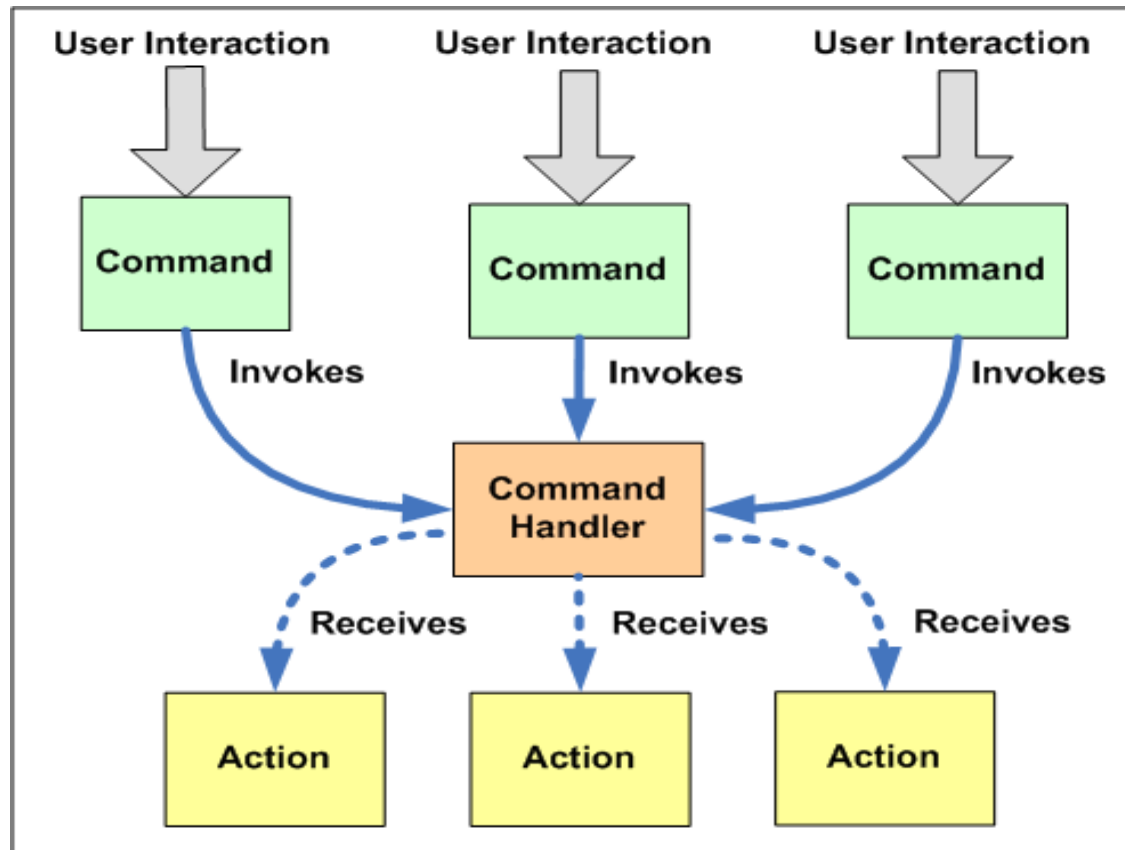 User Interaction
User Interaction
User Interaction
Command
Command
Command
Invokes
Invokes
Invokes
Command
Handler
Receives
Receives
Receives
Action
Action
Action